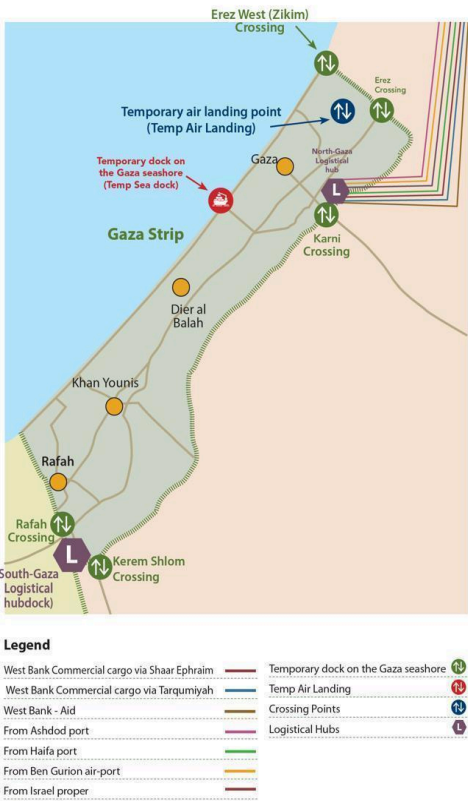 Erez West (Zikim)
Crossing
Erez
Crossing
Temporary air landing point
(Temp Air Landing)
North-Gaza
Logistical
hub
Gaza
L
Temporary dock on
the Gaza seashore
(Temp Sea dock)
Gaza Strip
Karni
Crossing
Dier al
Balah
Khan Younis
Rafah
Rafah
Crossing
L
South-Gaza
Logistical
hubdock)
Kerem Shlom
Crossing
Legend
West Bank Commercial cargo via Shaar Ephraim
West Bank Commercial cargo via Tarqumiyah
West Bank - Aid
From Ashdod port
From Haifa port
From Ben Gurion air-port
From Israel proper
Temporary dock on the Gaza seashore
Temp Air Landing
Crossing Points
Logistical Hubs
L